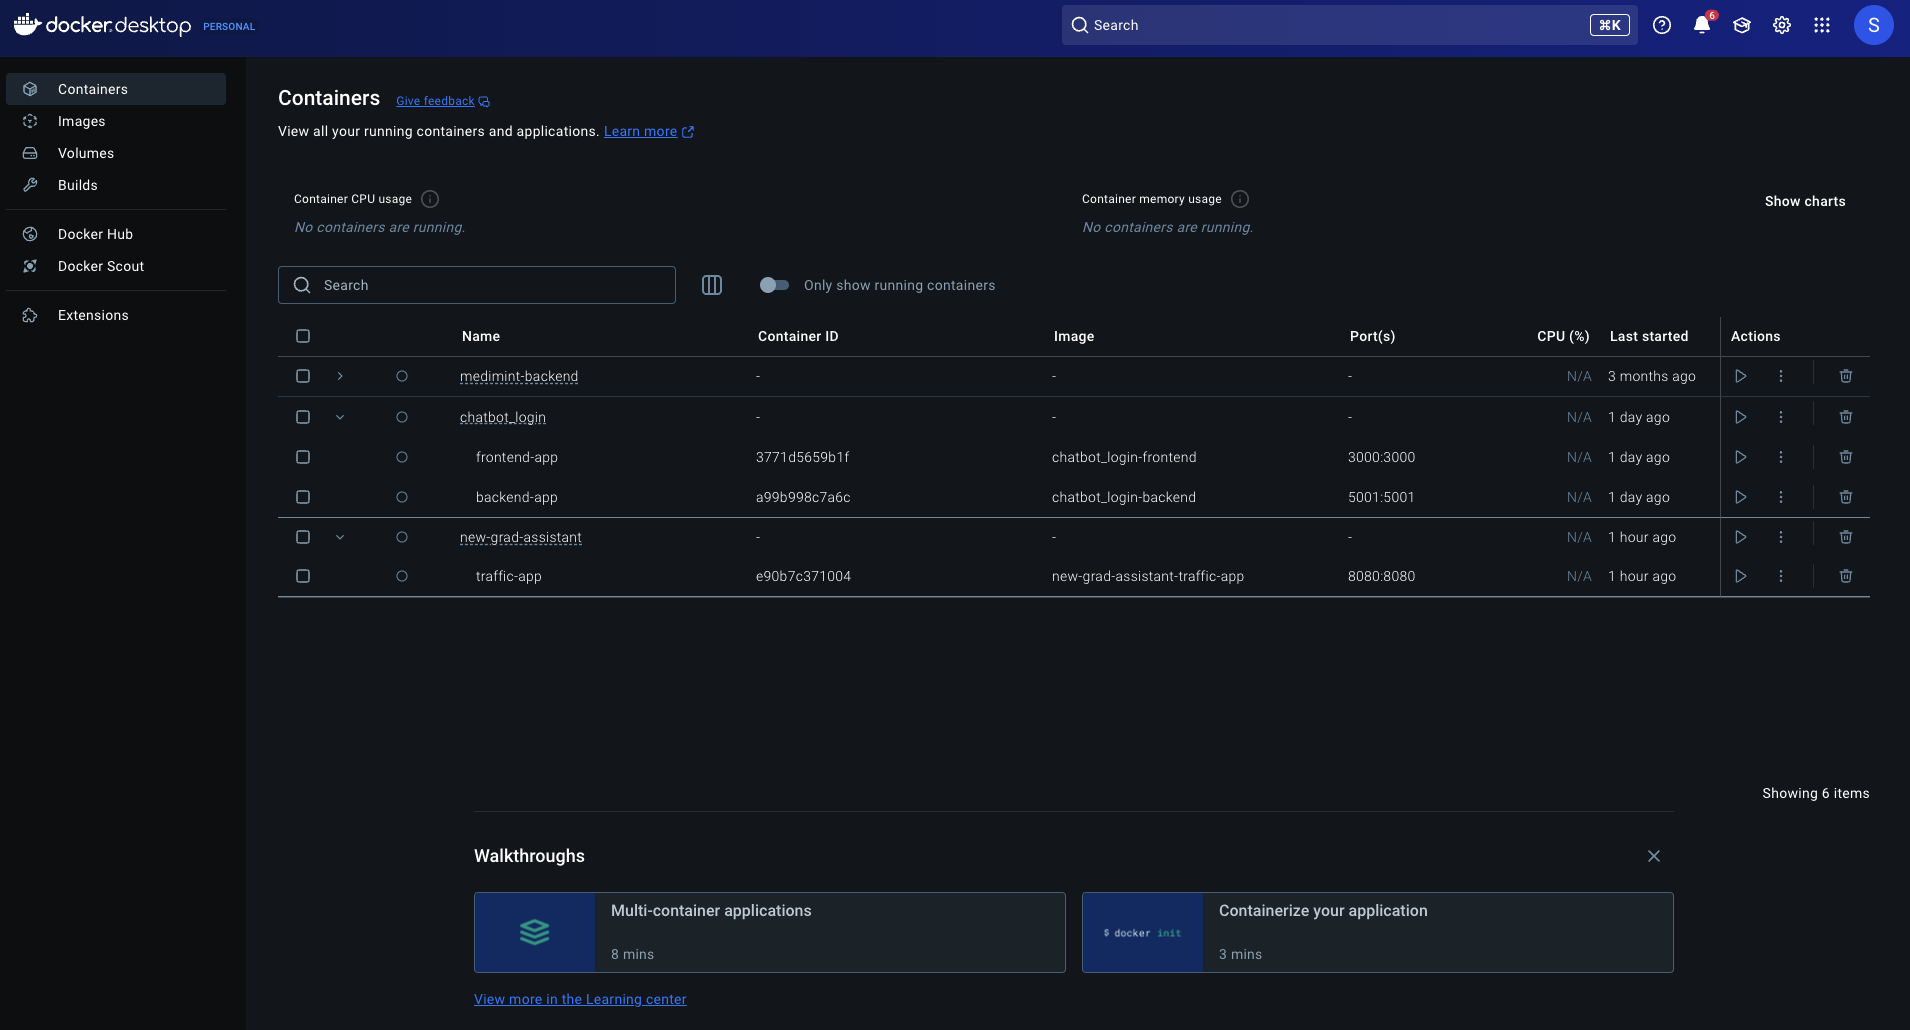 docker.desktop PERSONAL Search ⌘K 6 S
Containers
Images
Volumes
Builds
Docker Hub
Docker Scout
Extensions
Containers Give feedback
View all your running containers and applications. Learn more
Container CPU usage
No containers are running.
Container memory usage
No containers are running.
Show charts
Search
Only show running containers
Name Container ID Image Port(s) CPU (%) Last started Actions
medimint-backend - - - N/A 3 months ago
chatbot_login - - - N/A 1 day ago
frontend-app 3771d5659b1f chatbot_login-frontend 3000:3000 N/A 1 day ago
backend-app a99b998c7a6c chatbot_login-backend 5001:5001 N/A 1 day ago
new-grad-assistant - - - N/A 1 hour ago
traffic-app e90b7c371004 new-grad-assistant-traffic-app 8080:8080 N/A 1 hour ago
Showing 6 items
Walkthroughs
Multi-container applications
8 mins
$ docker init
Containerize your application
3 mins
View more in the Learning center